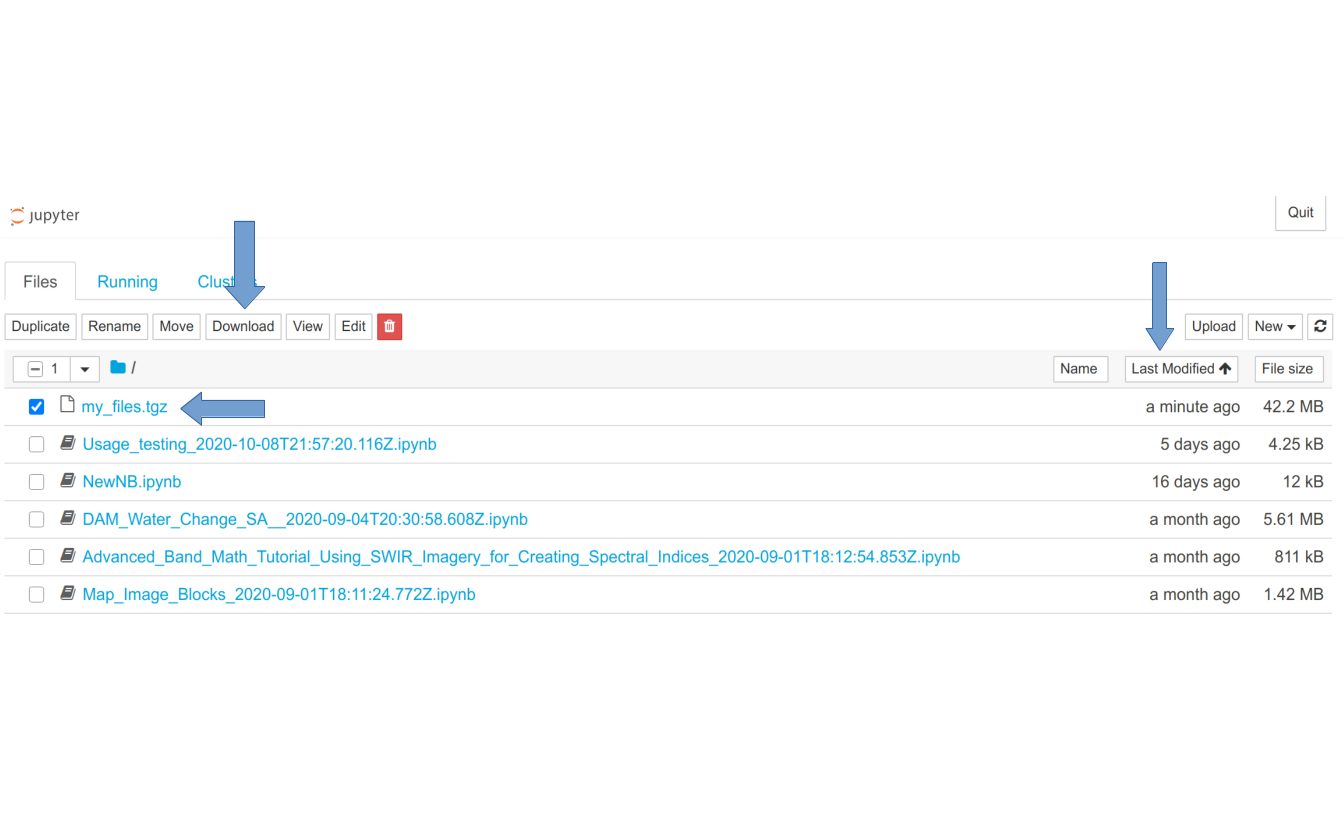 jupyter
Quit
Files Running
Duplicate Rename Move Download View Edit Upload New
1 / Name Last Modified File size
my_files.tgz a minute ago 42.2 MB
Usage_testing_2020-10-08T21:57:20.116Z.ipynb 5 days ago 4.25 kB
NewNB.ipynb 16 days ago 12 kB
DAM_Water_Change_SA__2020-09-04T20:30:58.608Z.ipynb a month ago 5.61 MB
Advanced_Band_Math_Tutorial_Using_SWIR_Imagery_for_Creating_Spectral_Indices_2020-09-01T18:12:54.853Z.ipynb a month ago 811 kB
Map_Image_Blocks_2020-09-01T18:11:24.772Z.ipynb a month ago 1.42 MB